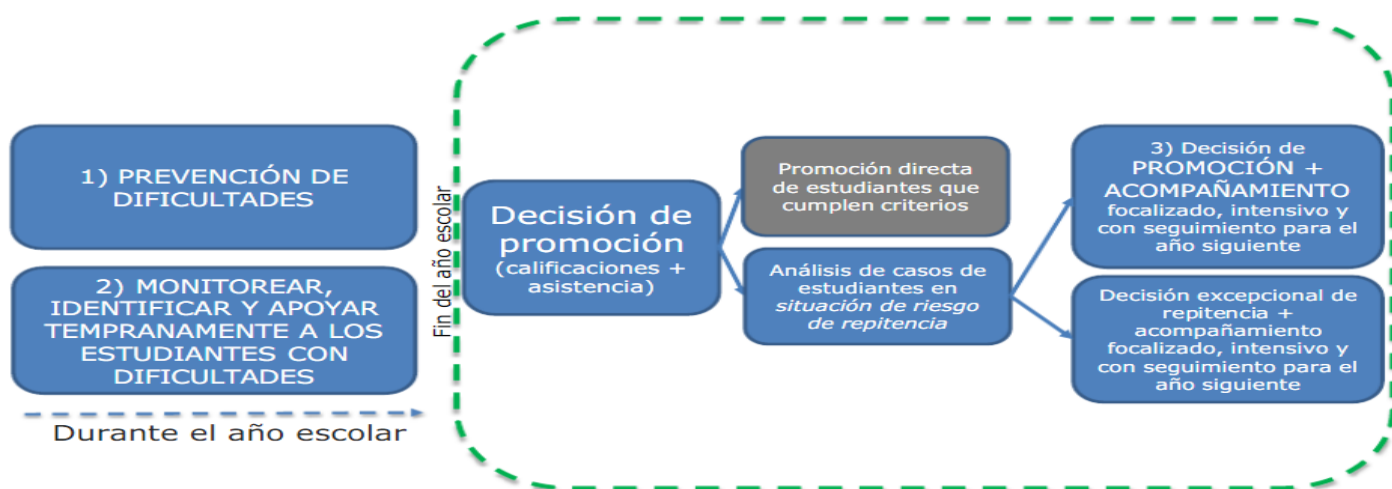 1) PREVENCIÓN DE
DIFICULTADES
2) MONITOREAR,
IDENTIFICAR Y APOYAR
TEMPRANAMENTE A LOS
ESTUDIANTES CON
DIFICULTADES
Durante el año escolar
Fin del año escolar
Decisión de
promoción
(calificaciones +
asistencia)
Promoción directa
de estudiantes que
cumplen criterios
Análisis de casos de
estudiantes en
situación de riesgo
de repitencia
3) Decisión de
PROMOCIÓN +
ACOMPAÑAMIENTO
focalizado, intensivo y
con seguimiento para el
año siguiente
Decisión excepcional de
repitencia +
acompañamiento
focalizado, intensivo y
con seguimiento para el
año siguiente